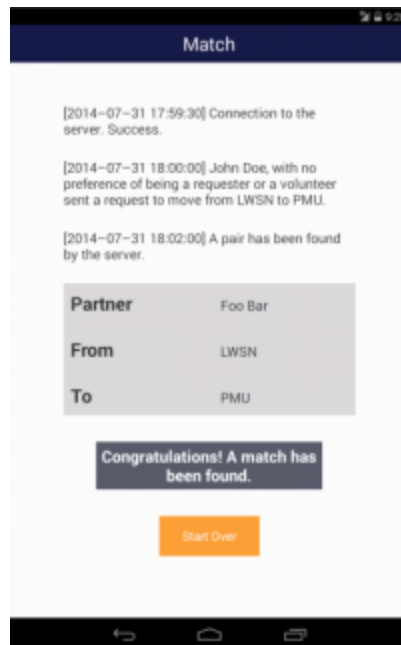 9:20
Match
[2014-07-31 17:59:30] Connection to the
server. Success.
[2014-07-31 18:00:00] John Doe, with no
preference of being a requester or a volunteer
sent a request to move from LWSN to PMU.
[2014-07-31 18:02:00] A pair has been found
by the server.
Partner Foo Bar
From LWSN
To PMU
Congratulations! A match has
been found.
Start Over